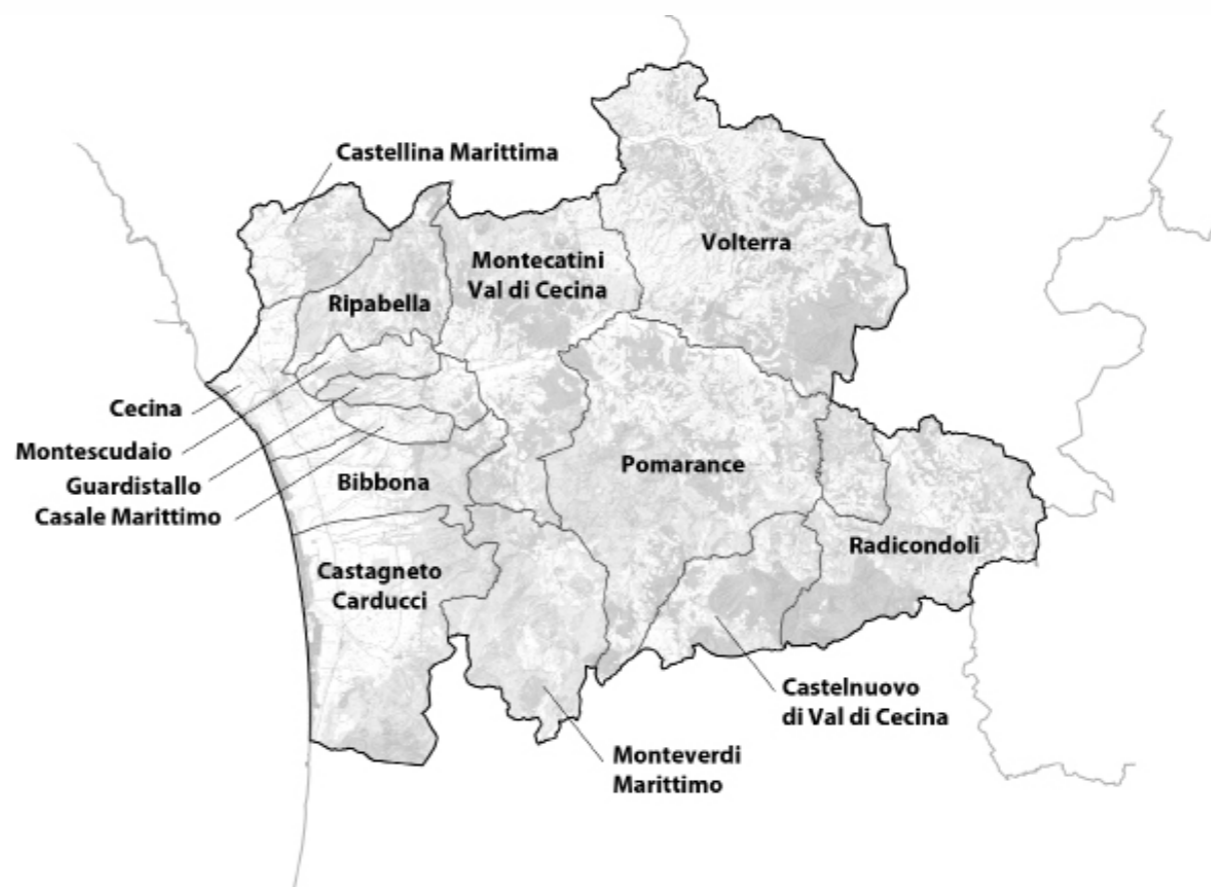 Castellina Marittima
Volterra
Montecatini
Val di Cecina
Ripabella
Cecina
Montescudaio
Guardistallo
Casale Marittimo
Bibbona
Pomarance
Radicondoli
Castagneto
Carducci
Castelnuovo
di Val di Cecina
Monteverdi
Marittimo